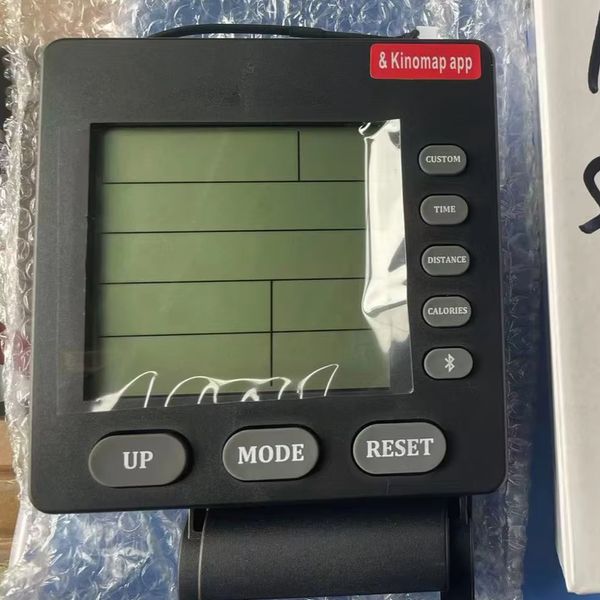 & Kinomap app
CUSTOM
TIME
DISTANCE
CALORIES
UP
MODE
RESET